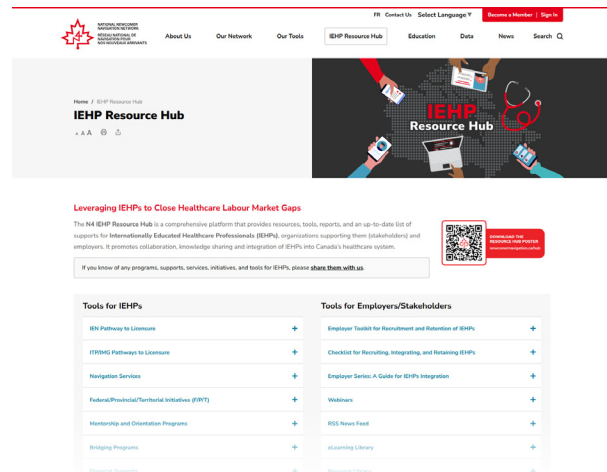 FR Contact Us Select Language ▼ Become a Member | Sign In
NATIONAL NEWCOMER
NAVIGATION NETWORK
RÉSEAU NATIONAL DE
NAVIGATION POUR
NOS NOUVEAUX ARRIVANTS
About Us Our Network Our Tools IEHP Resource Hub Education Data News Search
Home / IEHP Resource Hub
IEHP Resource Hub
A A A
IEHP
Resource Hub
Leveraging IEHPs to Close Healthcare Labour Market Gaps
The N4 IEHP Resource Hub is a comprehensive platform that provides resources, tools, reports, and an up-to-date list of
supports for Internationally Educated Healthcare Professionals (IEHPs), organizations supporting them (stakeholders) and
employers. It promotes collaboration, knowledge sharing and integration of IEHPs into Canada's healthcare system.
DOWNLOAD THE
RESOURCE HUB POSTER
newcomernavigation.ca/hub
If you know of any programs, supports, services, initiatives, and tools for IEHPs, please share them with us.
Tools for IEHPs
IEN Pathway to Licensure +
ITP/IMG Pathways to Licensure +
Navigation Services +
Federal/Provincial/Territorial Initiatives (F/P/T) +
Mentorship and Orientation Programs +
Bridging Programs +
Financial Supports
Tools for Employers/Stakeholders
Employer Toolkit for Recruitment and Retention of IEHPs +
Checklist for Recruiting, Integrating, and Retaining IEHPs +
Employer Series: A Guide for IEHPs Integration +
Webinars +
RSS News Feed +
eLearning Library +